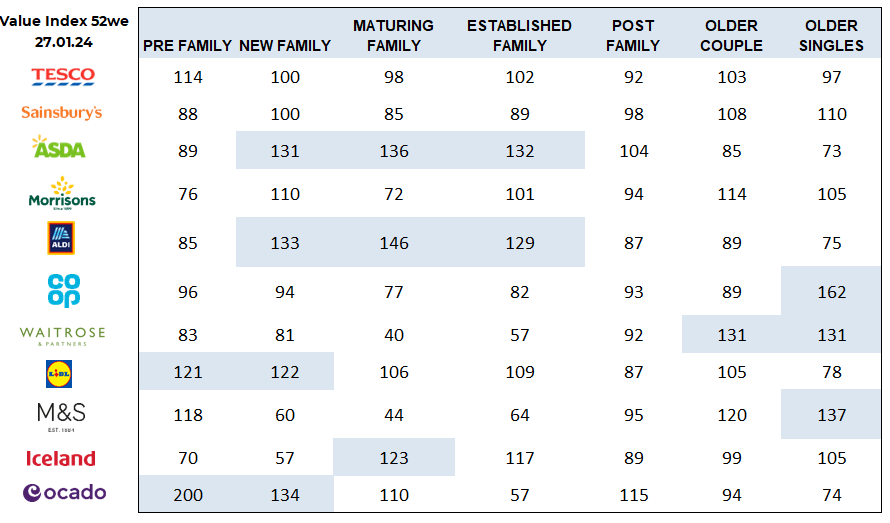 Value Index 52we
27.01.24
PRE FAMILY NEW FAMILY MATURING FAMILY ESTABLISHED FAMILY POST FAMILY OLDER COUPLE OLDER SINGLES
TESCO 114 100 98 102 92 103 97
Sainsbury's 88 100 85 89 98 108 110
ASDA 89 131 136 132 104 85 73
Morrisons 76 110 72 101 94 114 105
Since 1899
ALDI 85 133 146 129 87 89 75
CO OP 96 94 77 82 93 89 162
WAITROSE 83 81 40 57 92 131 131
& PARTNERS
LIDL 121 122 106 109 87 105 78
M&S 118 60 44 64 95 120 137
EST. 1884
Iceland 70 57 123 117 89 99 105
ocado 200 134 110 57 115 94 74